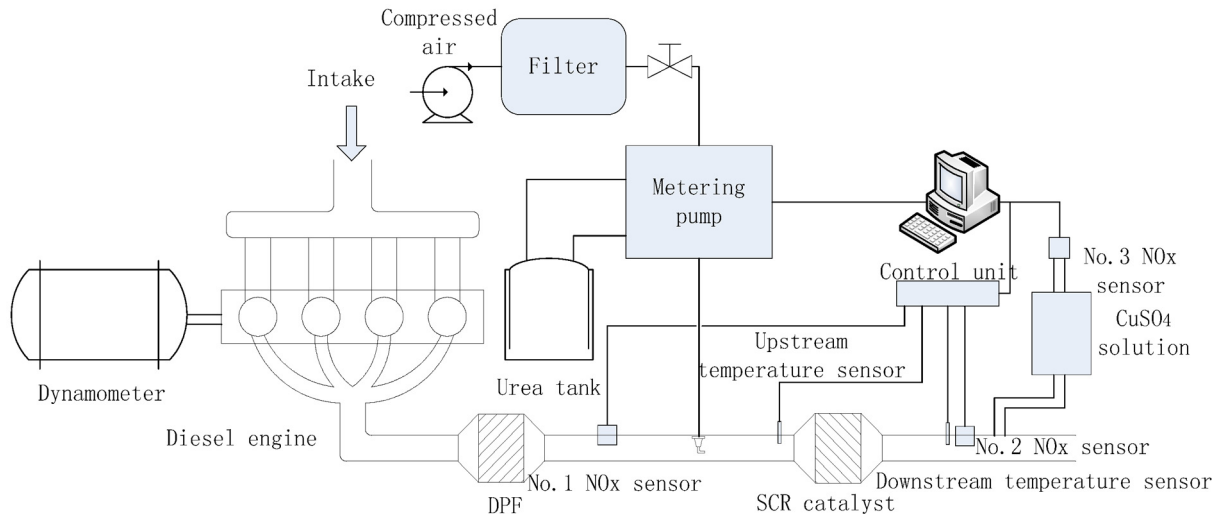 Compressed
air
Filter
Intake
Metering
pump
Control unit
No.3 NOx
sensor
CuSO4
solution
Upstream
temperature sensor
Urea tank
Dynamometer
Diesel engine
No.2 NOx sensor
No.1 NOx sensor
Downstream temperature sensor
DPF
SCR catalyst